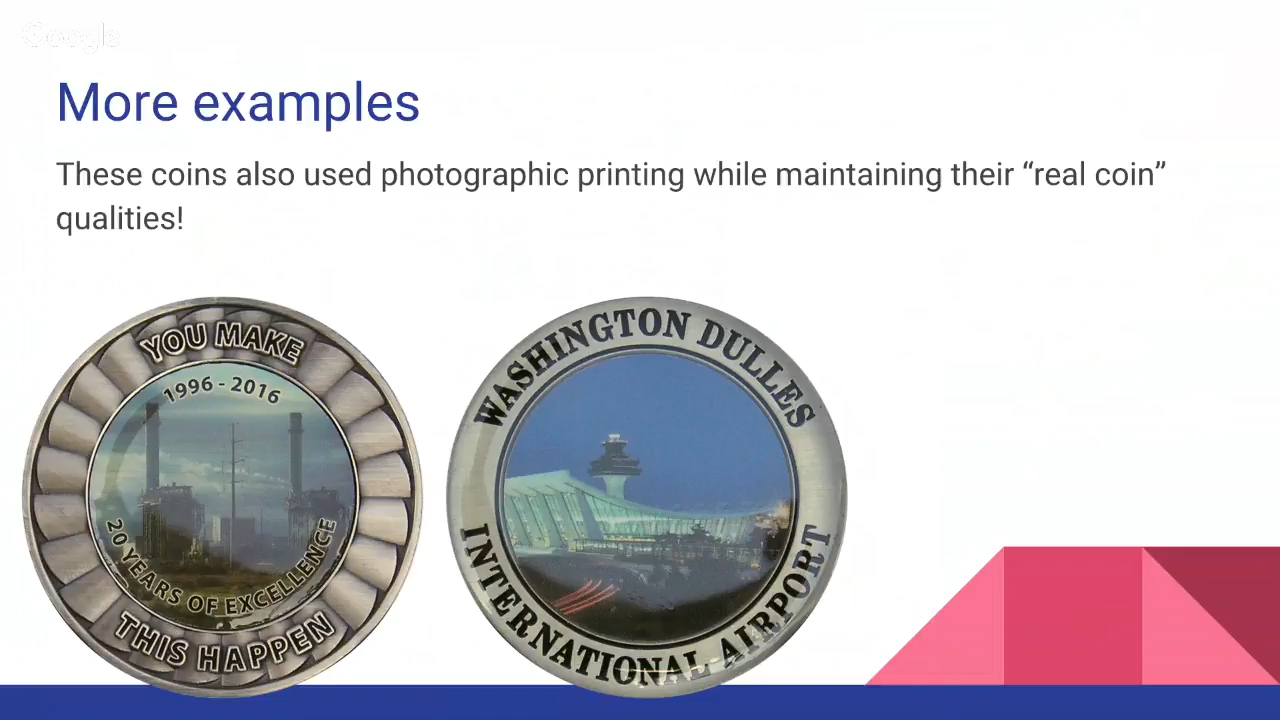 Google
More examples
These coins also used photographic printing while maintaining their “real coin”
qualities!
YOU MAKE
1996 - 2016
20 YEARS OF EXCELLENCE
THIS HAPPEN
WASHINGTON DULLES
INTERNATIONAL AIRPORT